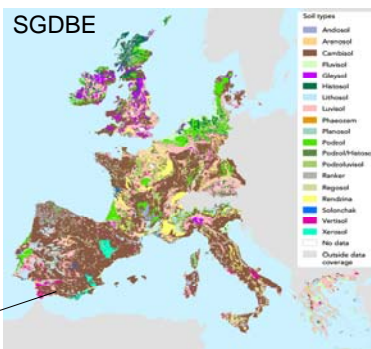 SGDBE
Soil types
Andosol
Arenosol
Cambisol
Fluvisol
Gleysol
Histosol
Lithosol
Luvisol
Phaeozem
Planosol
Podzol
Podzol/Histoso
Podzoluvisol
Ranker
Regosol
Rendzina
Solonchak
Vertisol
Xerosol
No data
Outside data
coverage